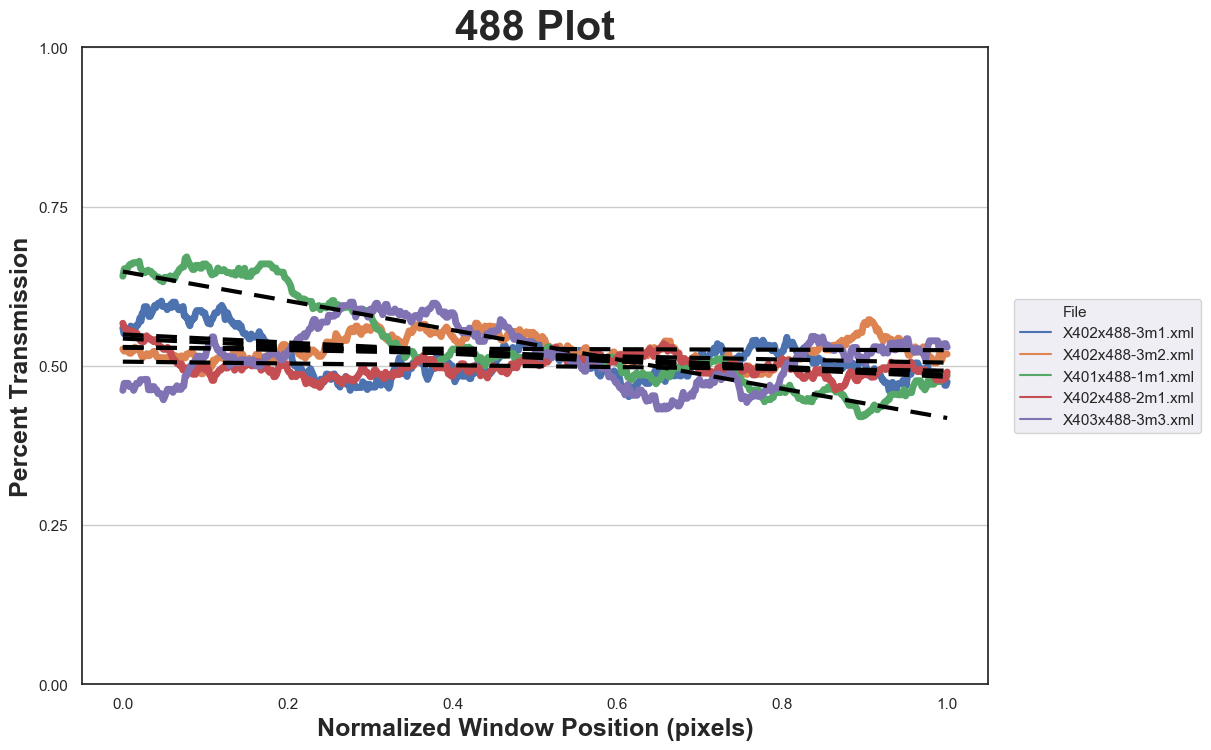 488 Plot
Percent Transmission
1.00
0.75
0.50
0.25
0.00
0.0 0.2 0.4 0.6 0.8 1.0
Normalized Window Position (pixels)
File
X402x488-3m1.xml
X402x488-3m2.xml
X401x488-1m1.xml
X402x488-2m1.xml
X403x488-3m3.xml